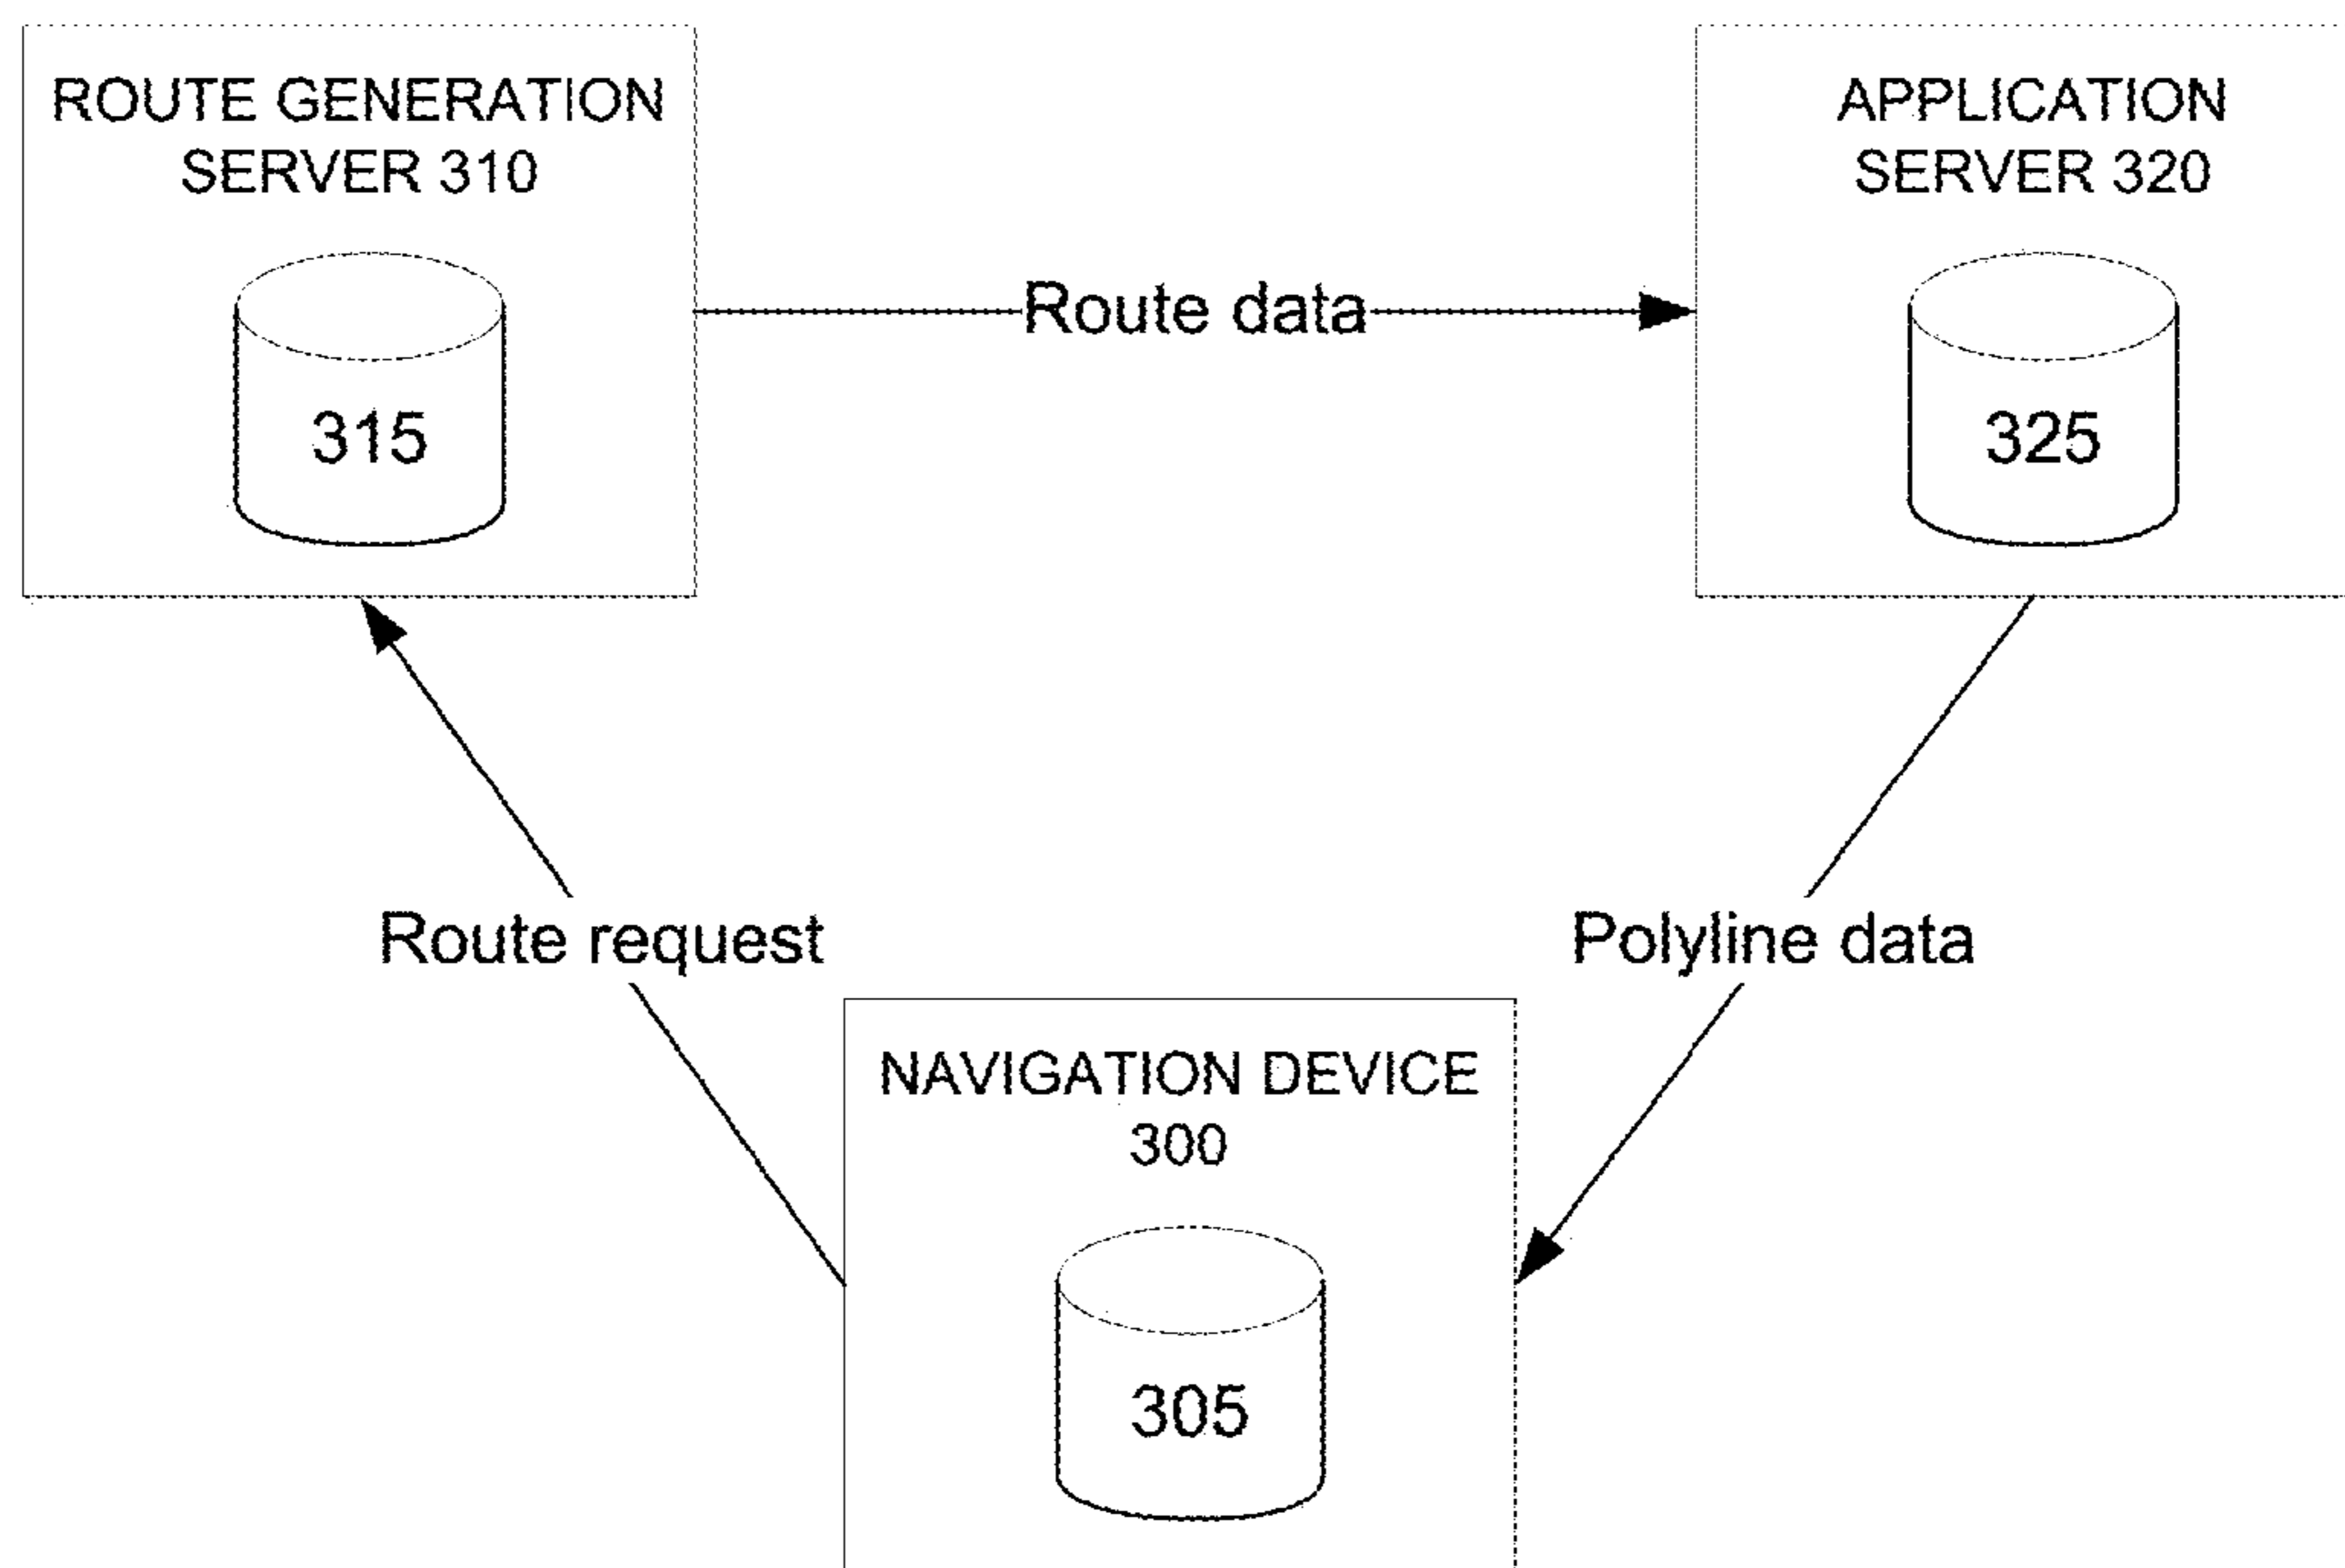 ROUTE GENERATION
SERVER 310
315
Route data
APPLICATION
SERVER 320
325
Route request
Polyline data
NAVIGATION DEVICE
300
305